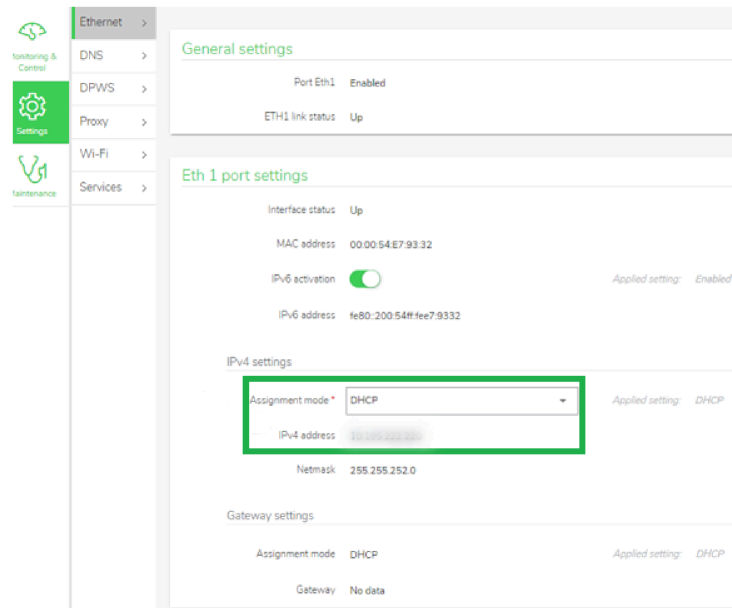 Monitoring &
Control
Settings
Maintenance
Ethernet
DNS
DPWS
Proxy
Wi-Fi
Services
General settings
Port Eth1 Enabled
ETH1 link status Up
Eth 1 port settings
Interface status Up
MAC address 00:00:54:E7:93:32
IPv6 activation Applied setting: Enabled
IPv6 address fe80::200:54ff:fee7:9332
IPv4 settings
Assignment mode * DHCP Applied setting: DHCP
IPv4 address
Netmask 255.255.252.0
Gateway settings
Assignment mode DHCP Applied setting: DHCP
Gateway No data